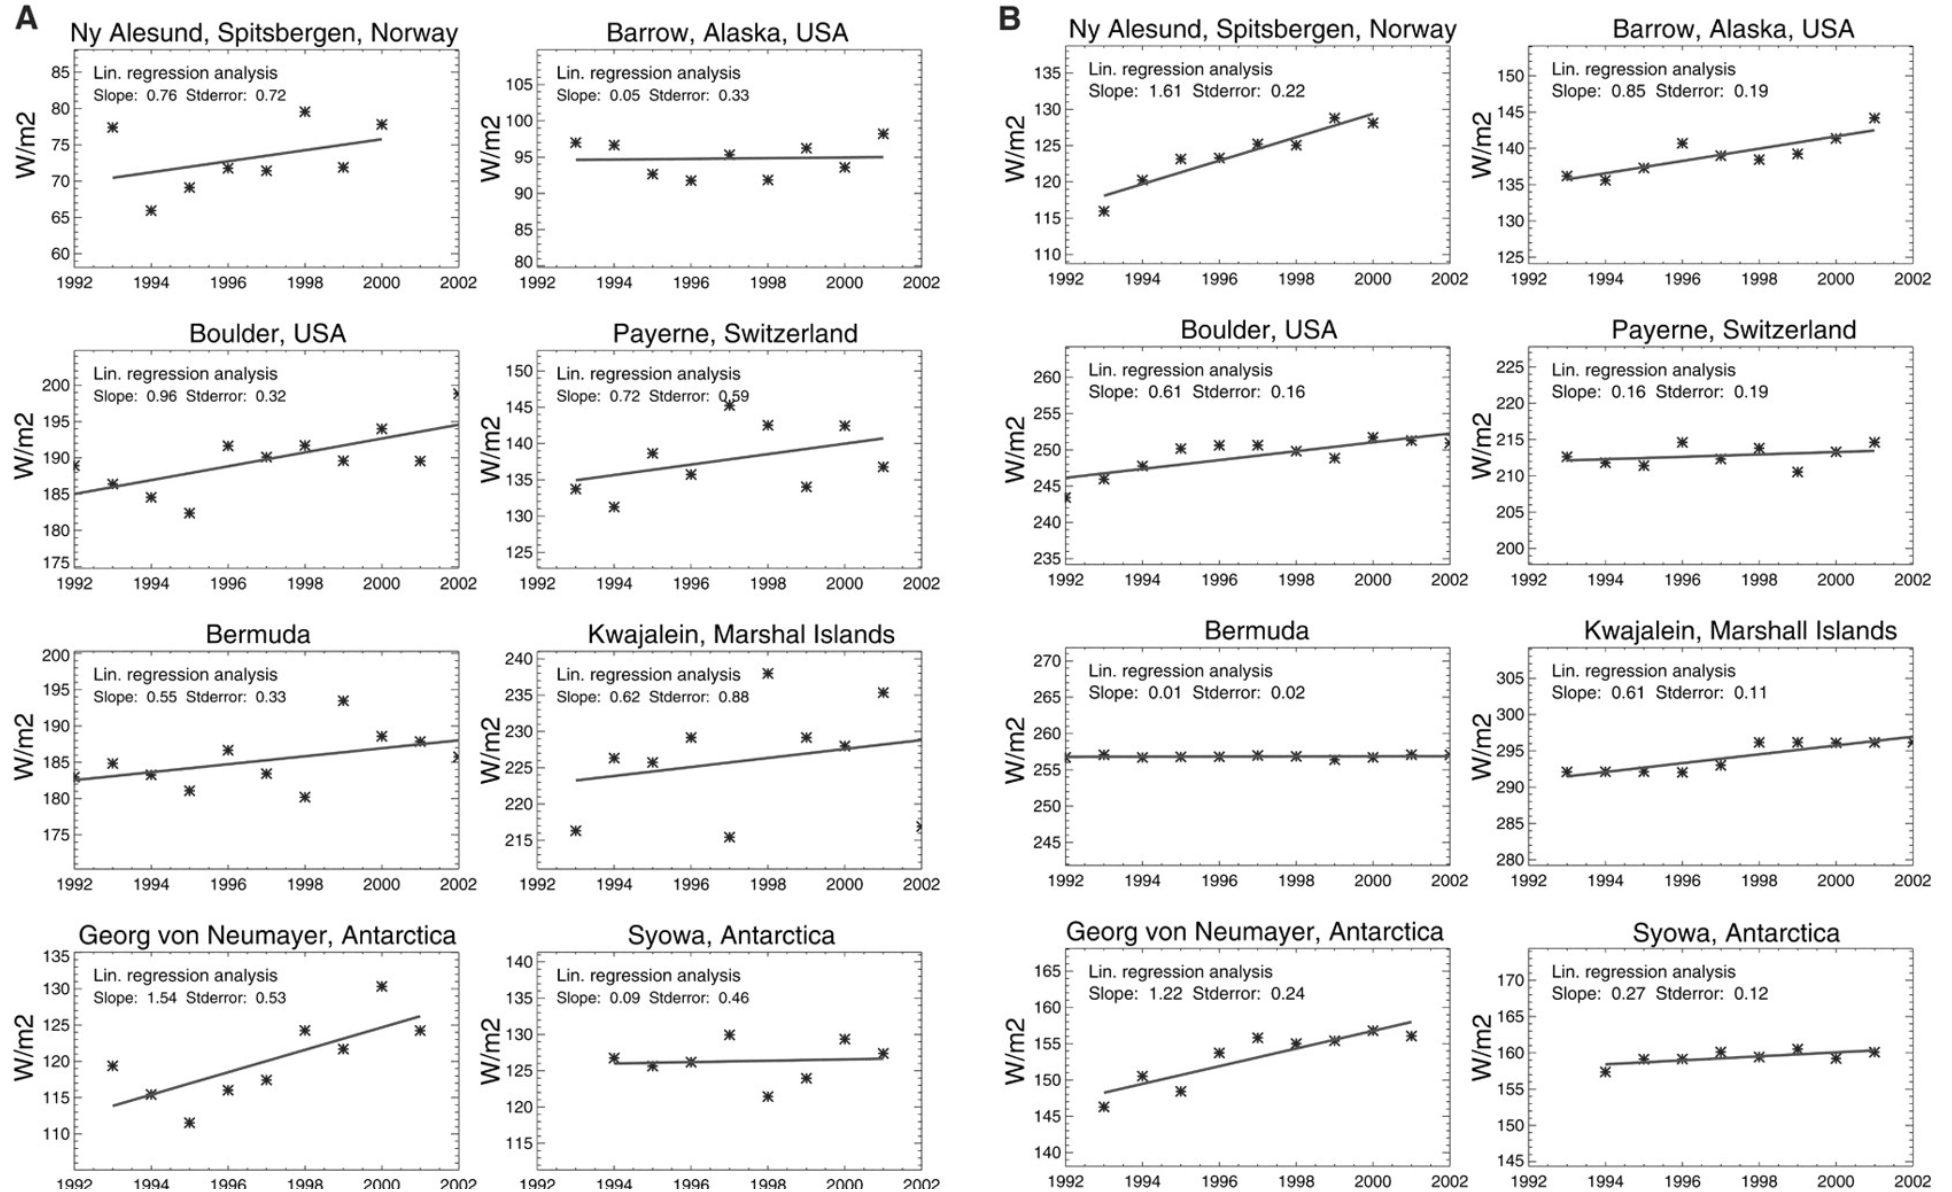 A
Ny Alesund, Spitsbergen, Norway
Lin. regression analysis
Slope: 0.76 Stderror: 0.72
W/m2
85
80
75
70
65
60
1992 1994 1996 1998 2000 2002
Barrow, Alaska, USA
Lin. regression analysis
Slope: 0.05 Stderror: 0.33
W/m2
105
100
95
90
85
80
1992 1994 1996 1998 2000 2002
Boulder, USA
Lin. regression analysis
Slope: 0.96 Stderror: 0.32
W/m2
200
195
190
185
180
175
1992 1994 1996 1998 2000 2002
Payerne, Switzerland
Lin. regression analysis
Slope: 0.72 Stderror: 0.59
W/m2
150
145
140
135
130
125
1992 1994 1996 1998 2000 2002
Bermuda
Lin. regression analysis
Slope: 0.55 Stderror: 0.33
W/m2
200
195
190
185
180
175
1992 1994 1996 1998 2000 2002
Kwajalein, Marshal Islands
Lin. regression analysis
Slope: 0.62 Stderror: 0.88
W/m2
240
235
230
225
220
215
1992 1994 1996 1998 2000 2002
Georg von Neumayer, Antarctica
Lin. regression analysis
Slope: 1.54 Stderror: 0.53
W/m2
135
130
125
120
115
110
1992 1994 1996 1998 2000 2002
Syowa, Antarctica
Lin. regression analysis
Slope: 0.09 Stderror: 0.46
W/m2
140
135
130
125
120
115
1992 1994 1996 1998 2000 2002
B
Ny Alesund, Spitsbergen, Norway
Lin. regression analysis
Slope: 1.61 Stderror: 0.22
W/m2
135
130
125
120
115
110
1992 1994 1996 1998 2000 2002
Barrow, Alaska, USA
Lin. regression analysis
Slope: 0.85 Stderror: 0.19
W/m2
150
145
140
135
130
125
1992 1994 1996 1998 2000 2002
Boulder, USA
Lin. regression analysis
Slope: 0.61 Stderror: 0.16
W/m2
260
255
250
245
240
235
1992 1994 1996 1998 2000 2002
Payerne, Switzerland
Lin. regression analysis
Slope: 0.16 Stderror: 0.19
W/m2
225
220
215
210
205
200
1992 1994 1996 1998 2000 2002
Bermuda
Lin. regression analysis
Slope: 0.01 Stderror: 0.02
W/m2
270
265
260
255
250
245
1992 1994 1996 1998 2000 2002
Kwajalein, Marshall Islands
Lin. regression analysis
Slope: 0.61 Stderror: 0.11
W/m2
305
300
295
290
285
280
1992 1994 1996 1998 2000 2002
Georg von Neumayer, Antarctica
Lin. regression analysis
Slope: 1.22 Stderror: 0.24
W/m2
165
160
155
150
145
140
1992 1994 1996 1998 2000 2002
Syowa, Antarctica
Lin. regression analysis
Slope: 0.27 Stderror: 0.12
W/m2
170
165
160
155
150
145
1992 1994 1996 1998 2000 2002